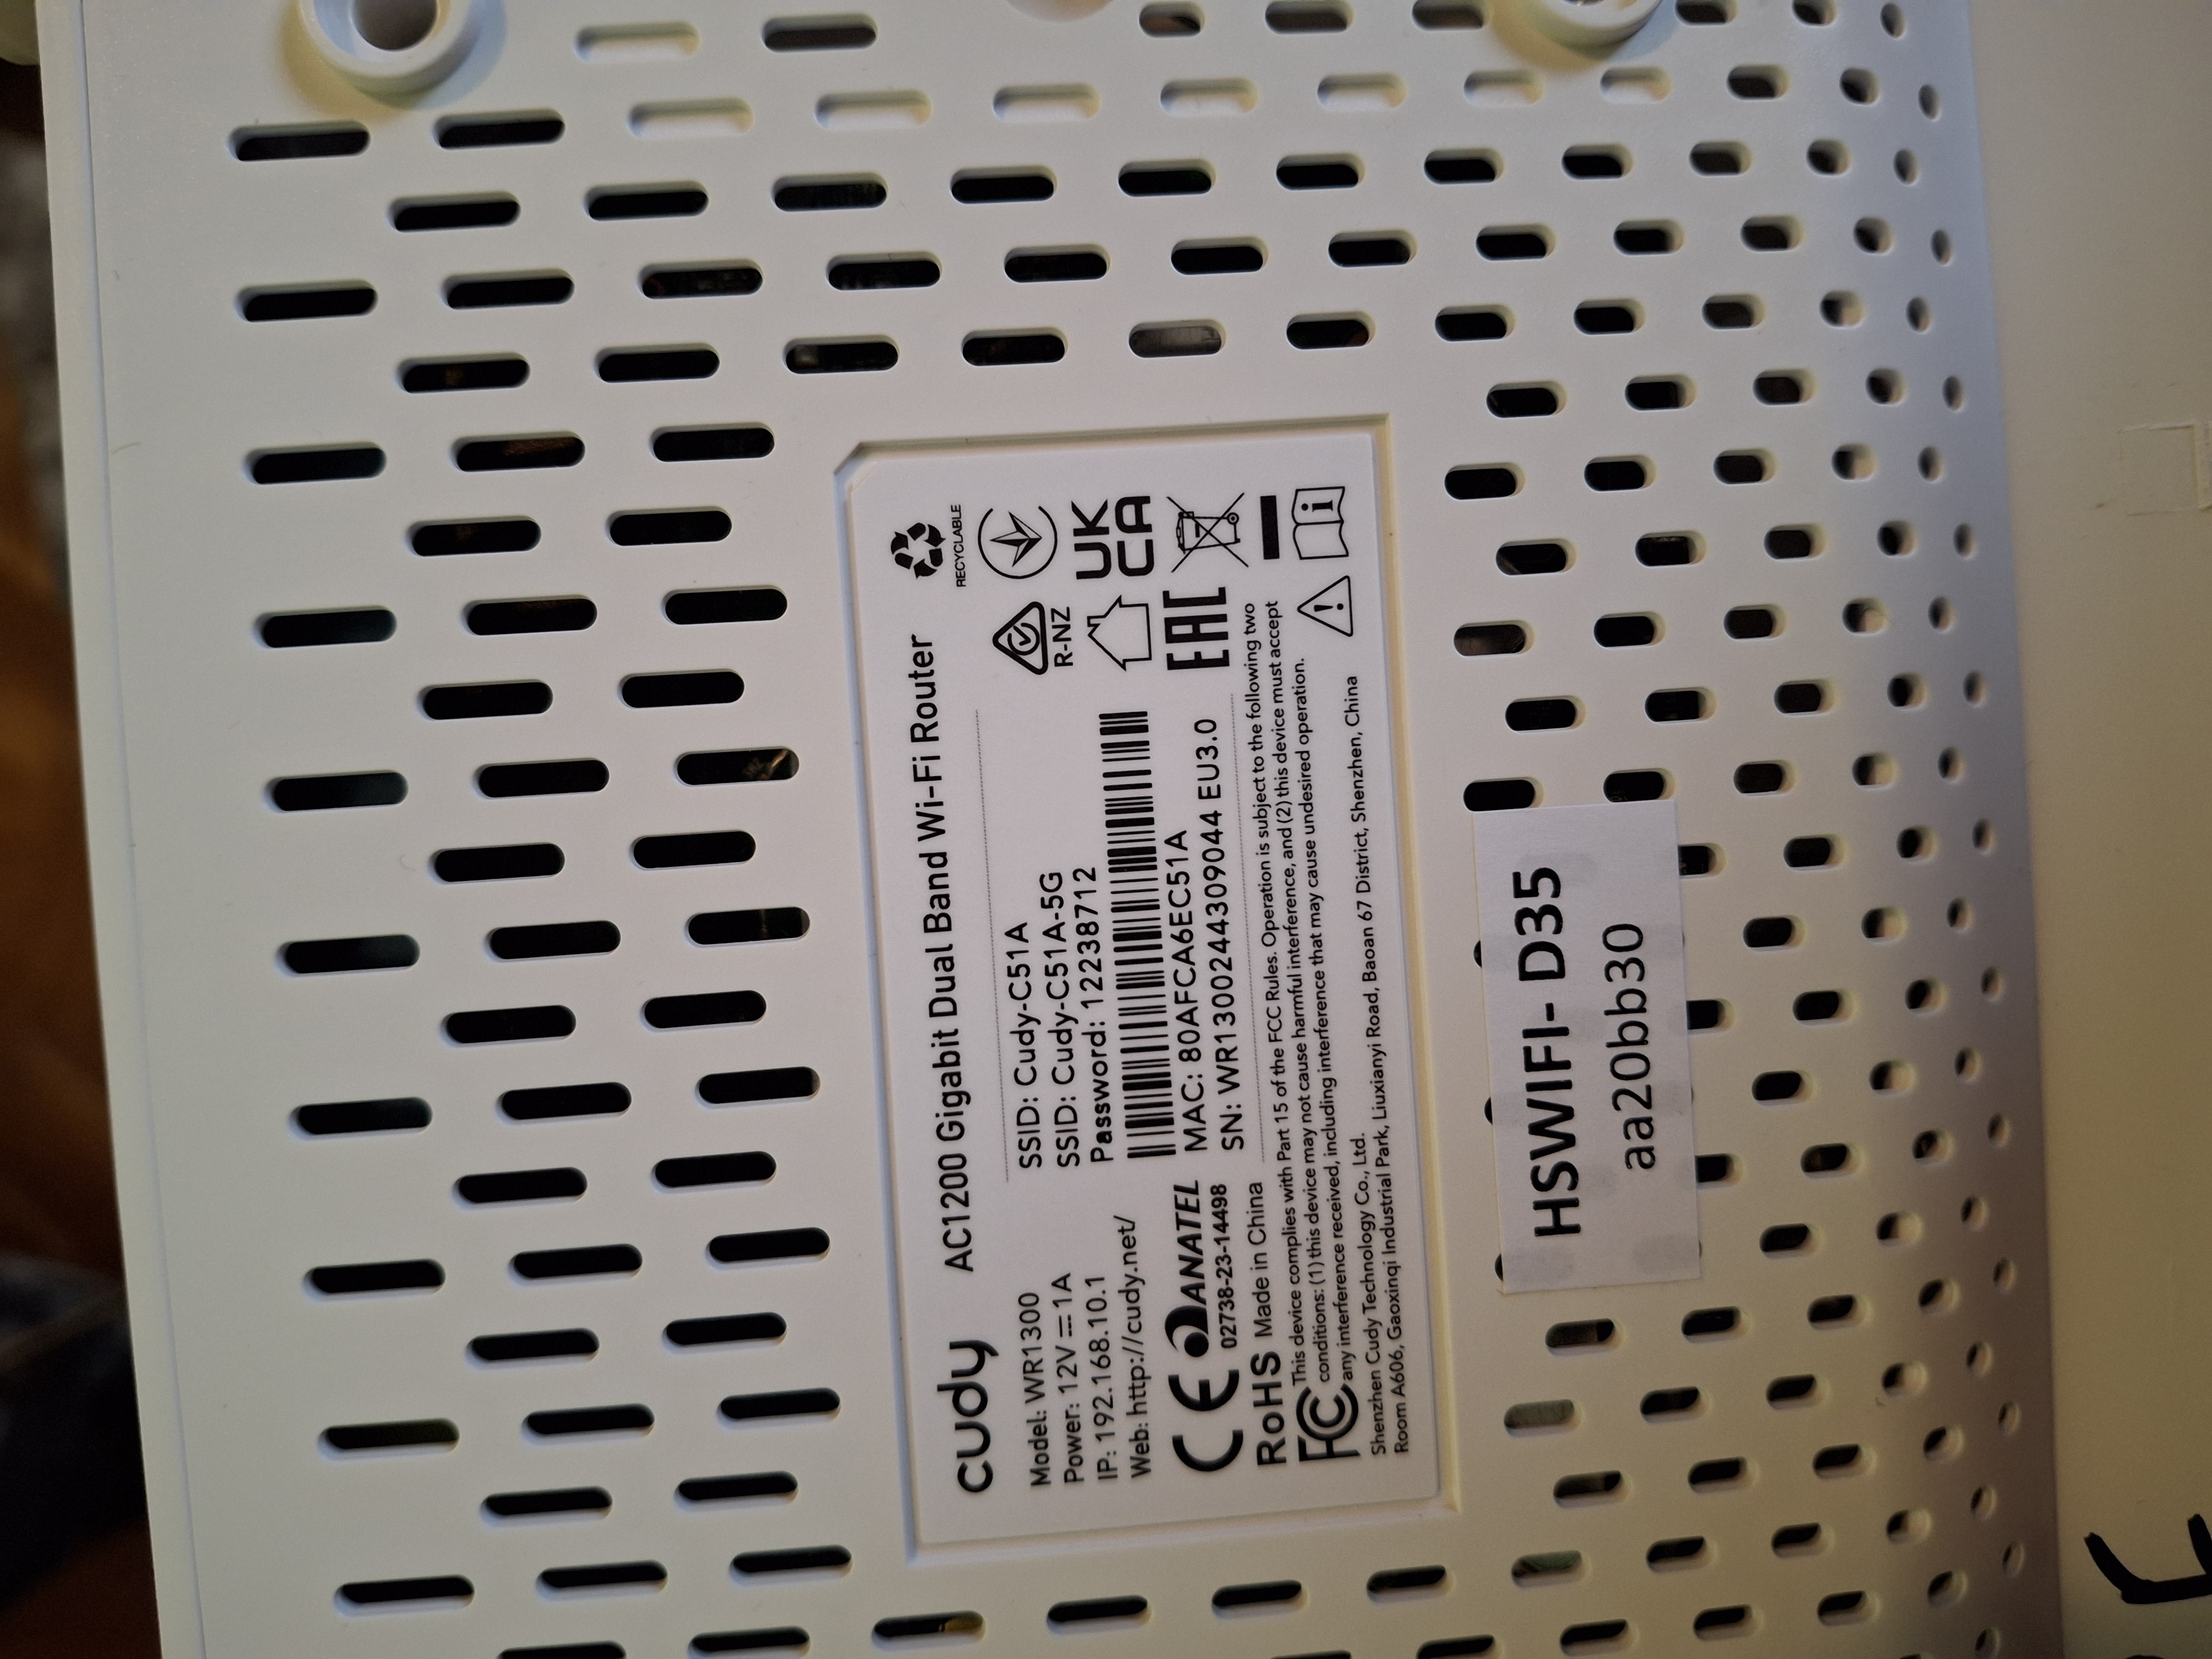 cudy AC1200 Gigabit Dual Band Wi-Fi Router
Model: WR1300
Power: 12V⎓1A
IP: 192.168.10.1
Web: http://cudy.net/
SSID: Cudy-C51A
SSID: Cudy-C51A-5G
Password: 12238712
MAC: 80AFCA6EC51A
SN: WR13002443090​44 EU3.0
RECYCLABLE
R-NZ
UK
CA
EAC
CE ANATEL
02738-23-14498
RoHS Made in China
FC
This device complies with Part 15 of the FCC Rules. Operation is subject to the following two
conditions: (1) this device may not cause harmful interference, and (2) this device must accept
any interference received, including interference that may cause undesired operation.
Shenzhen Cudy Technology Co., Ltd.
Room A606, Gaoxinqi Industrial Park, Liuxianyi Road, Baoan 67 District, Shenzhen, China
HSWIFI- D35
aa20bb30